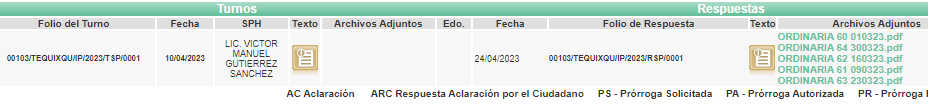 Turnos Respuestas
Folio del Turno Fecha SPH Texto Archivos Adjuntos Edo. Fecha Folio de Respuesta Texto Archivos Adjuntos
00103/TEQUIXQU/IP/2023/TSP/0001 10/04/2023 LIC. VICTOR MANUEL GUTIERREZ SANCHEZ 24/04/2023 00103/TEQUIXQU/IP/2023/RSP/0001
ORDINARIA 60 010323.pdf
ORDINARIA 64 300323.pdf
ORDINARIA 62 160323.pdf
ORDINARIA 61 090323.pdf
ORDINARIA 63 230323.pdf
AC Aclaración ARC Respuesta Aclaración por el Ciudadano PS - Prórroga Solicitada PA - Prórroga Autorizada PR - Prórroga